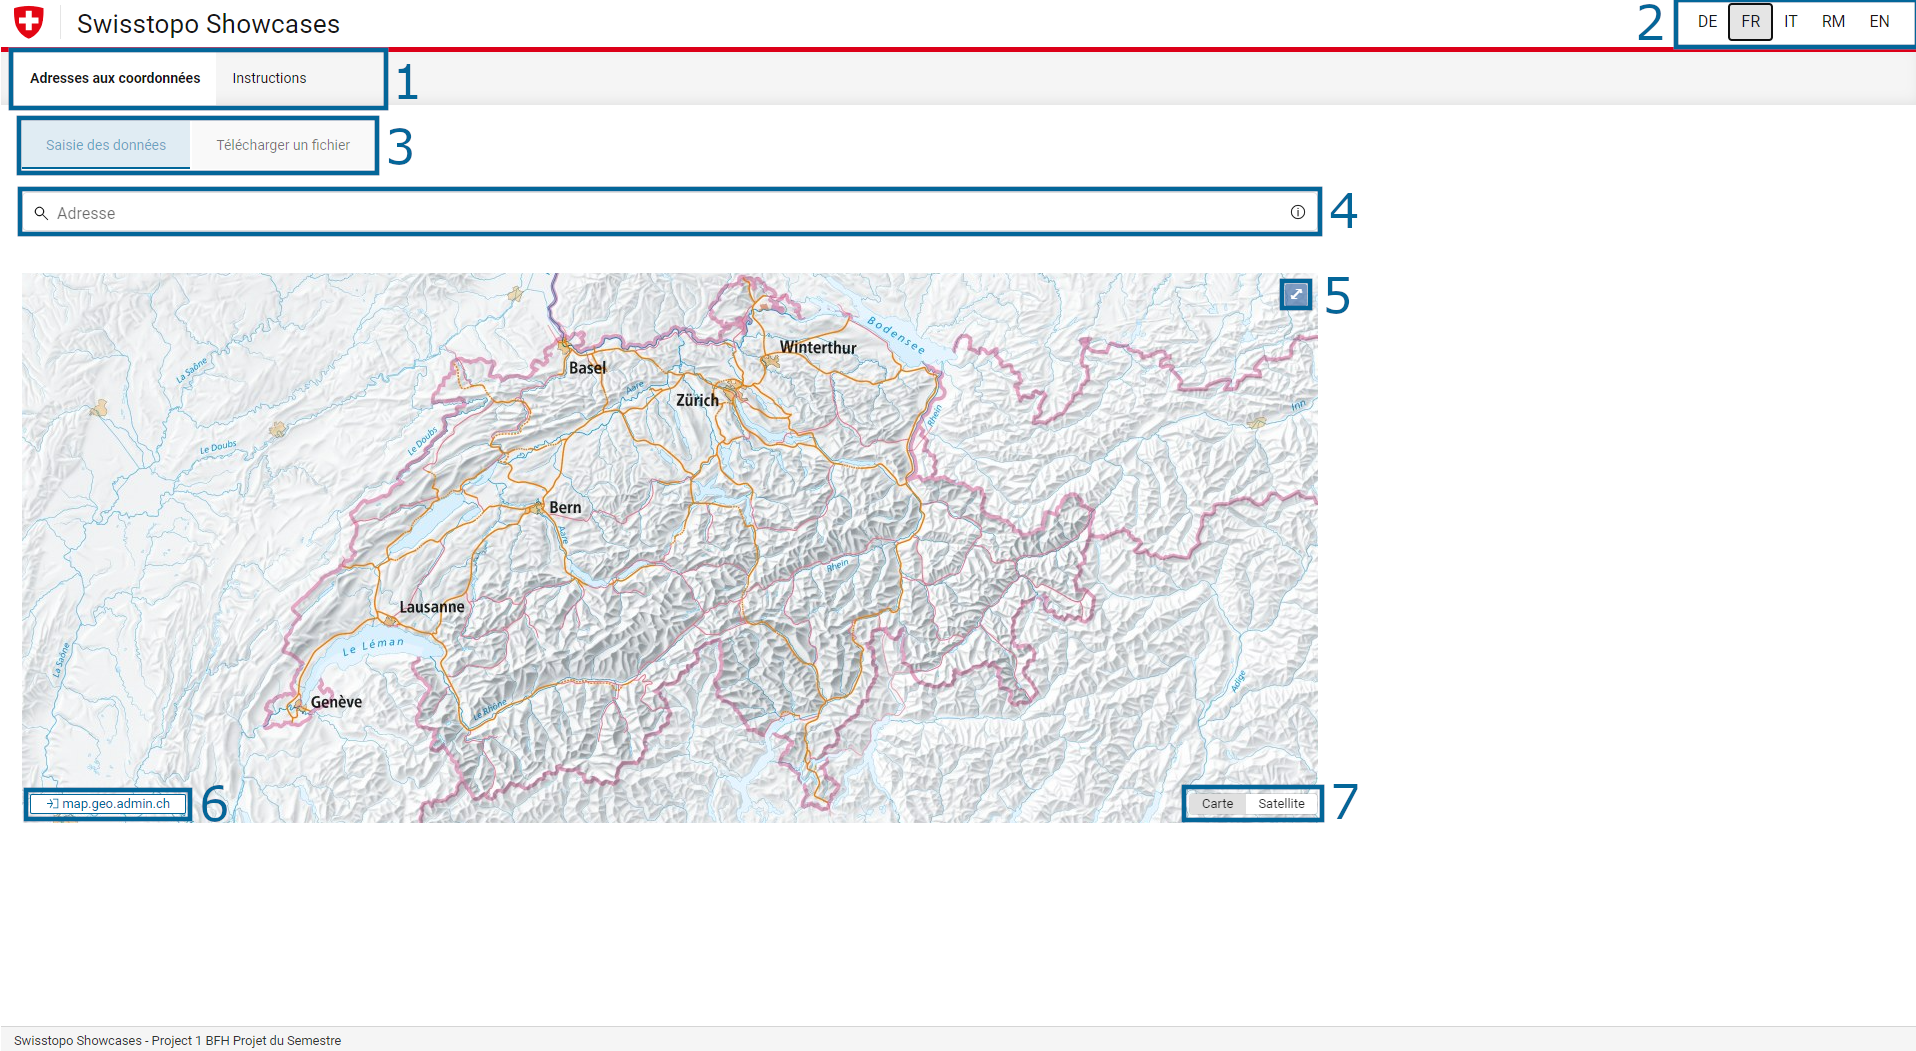 Swisstopo Showcases
2
DE FR IT RM EN
Adresses aux coordonnées Instructions 1
Saisie des données Télécharger un fichier 3
Adresse 4
5
Bodensee
Winterthur
Basel
La Saône
Aare
Zürich
Inn
Rhein
Le Doubs
Le Doubs
Bern
Aare
Rhein
Lausanne
Le Léman
La Saône
Adige
Genève
Le Rhône
map.geo.admin.ch 6
Carte Satellite 7
Swisstopo Showcases - Project 1 BFH Projet du Semestre